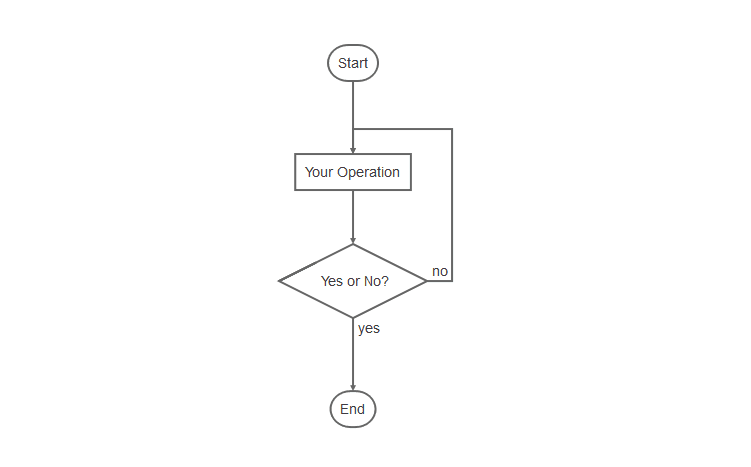 Start
Your Operation
Yes or No?
no
yes
End